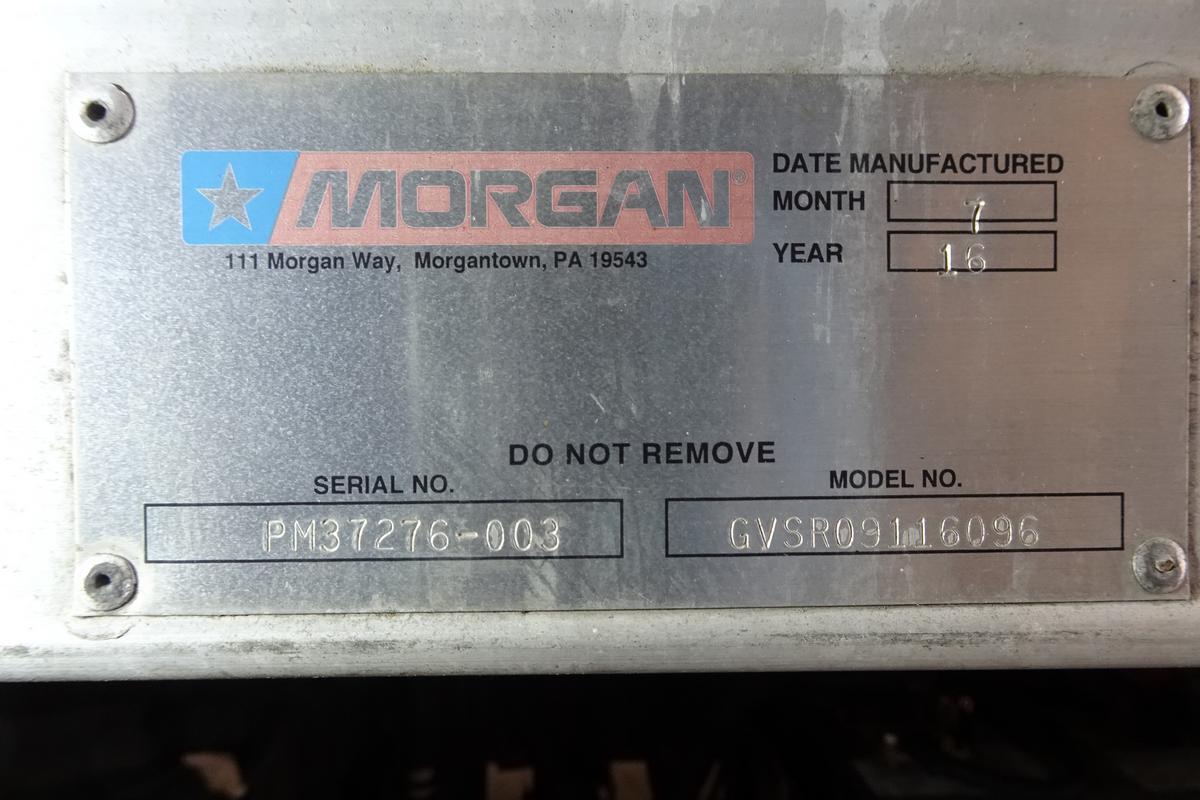 MORGAN®
111 Morgan Way, Morgantown, PA 19543
DATE MANUFACTURED
MONTH 7
YEAR 16
DO NOT REMOVE
SERIAL NO.
PM37276-003
MODEL NO.
GVSR09116096